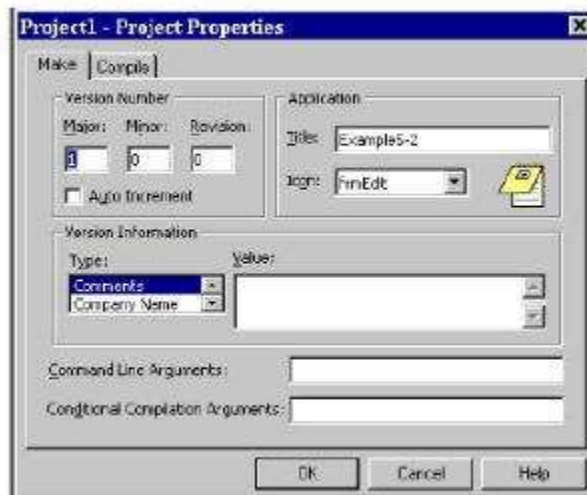 Project1 - Project Properties
Make
Compile
Version Number
Major: Minor: Revision:
1 0 0
Auto Increment
Application
Title: Example5-2
Icon: frmEdt
Version Information
Type:
Comments
Company Name
Value:
Command Line Arguments:
Conditional Compilation Arguments:
OK Cancel Help